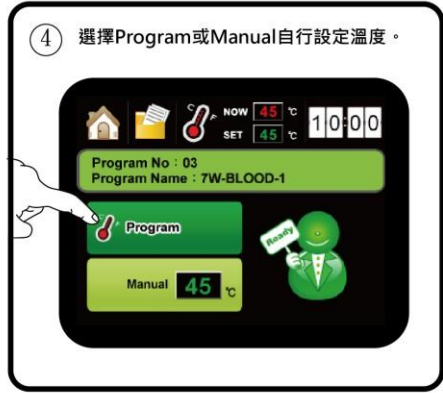 4 選擇Program或Manual自行設定溫度。
C F NOW 45 ℃ 10:00
SET 45 ℃
Program No：03
Program Name：7W-BLOOD-1
Program
Ready
Manual 45 ℃